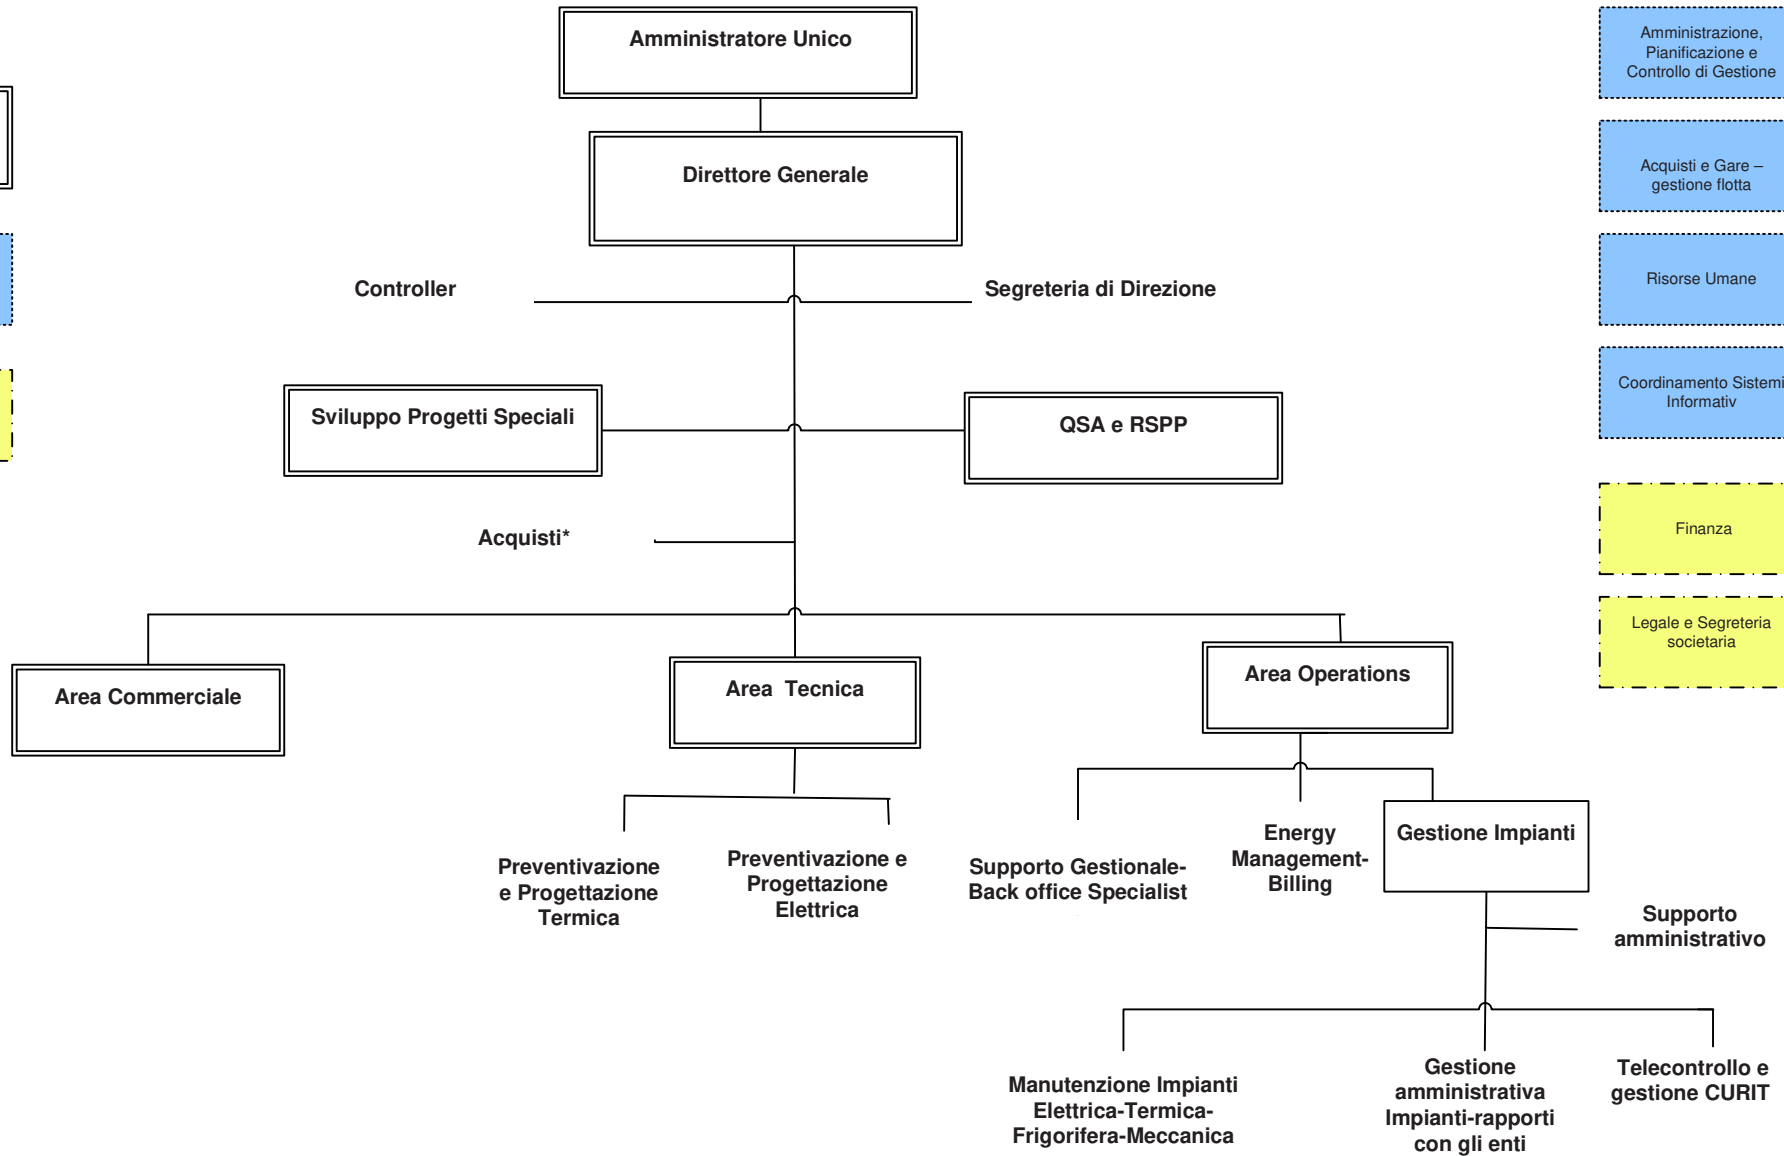 Amministratore Unico
Direttore Generale
Controller
Segreteria di Direzione
Sviluppo Progetti Speciali
QSA e RSPP
Acquisti*
Area Commerciale
Area Tecnica
Area Operations
Preventivazione
e Progettazione
Termica
Preventivazione e
Progettazione
Elettrica
Supporto Gestionale-
Back office Specialist
Energy
Management-
Billing
Gestione Impianti
Supporto
amministrativo
Manutenzione Impianti
Elettrica-Termica-
Frigorifera-Meccanica
Gestione
amministrativa
Impianti-rapporti
con gli enti
Telecontrollo e
gestione CURIT
Amministrazione,
Pianificazione e
Controllo di Gestione
Acquisti e Gare –
gestione flotta
Risorse Umane
Coordinamento Sistemi
Informativ
Finanza
Legale e Segreteria
societaria